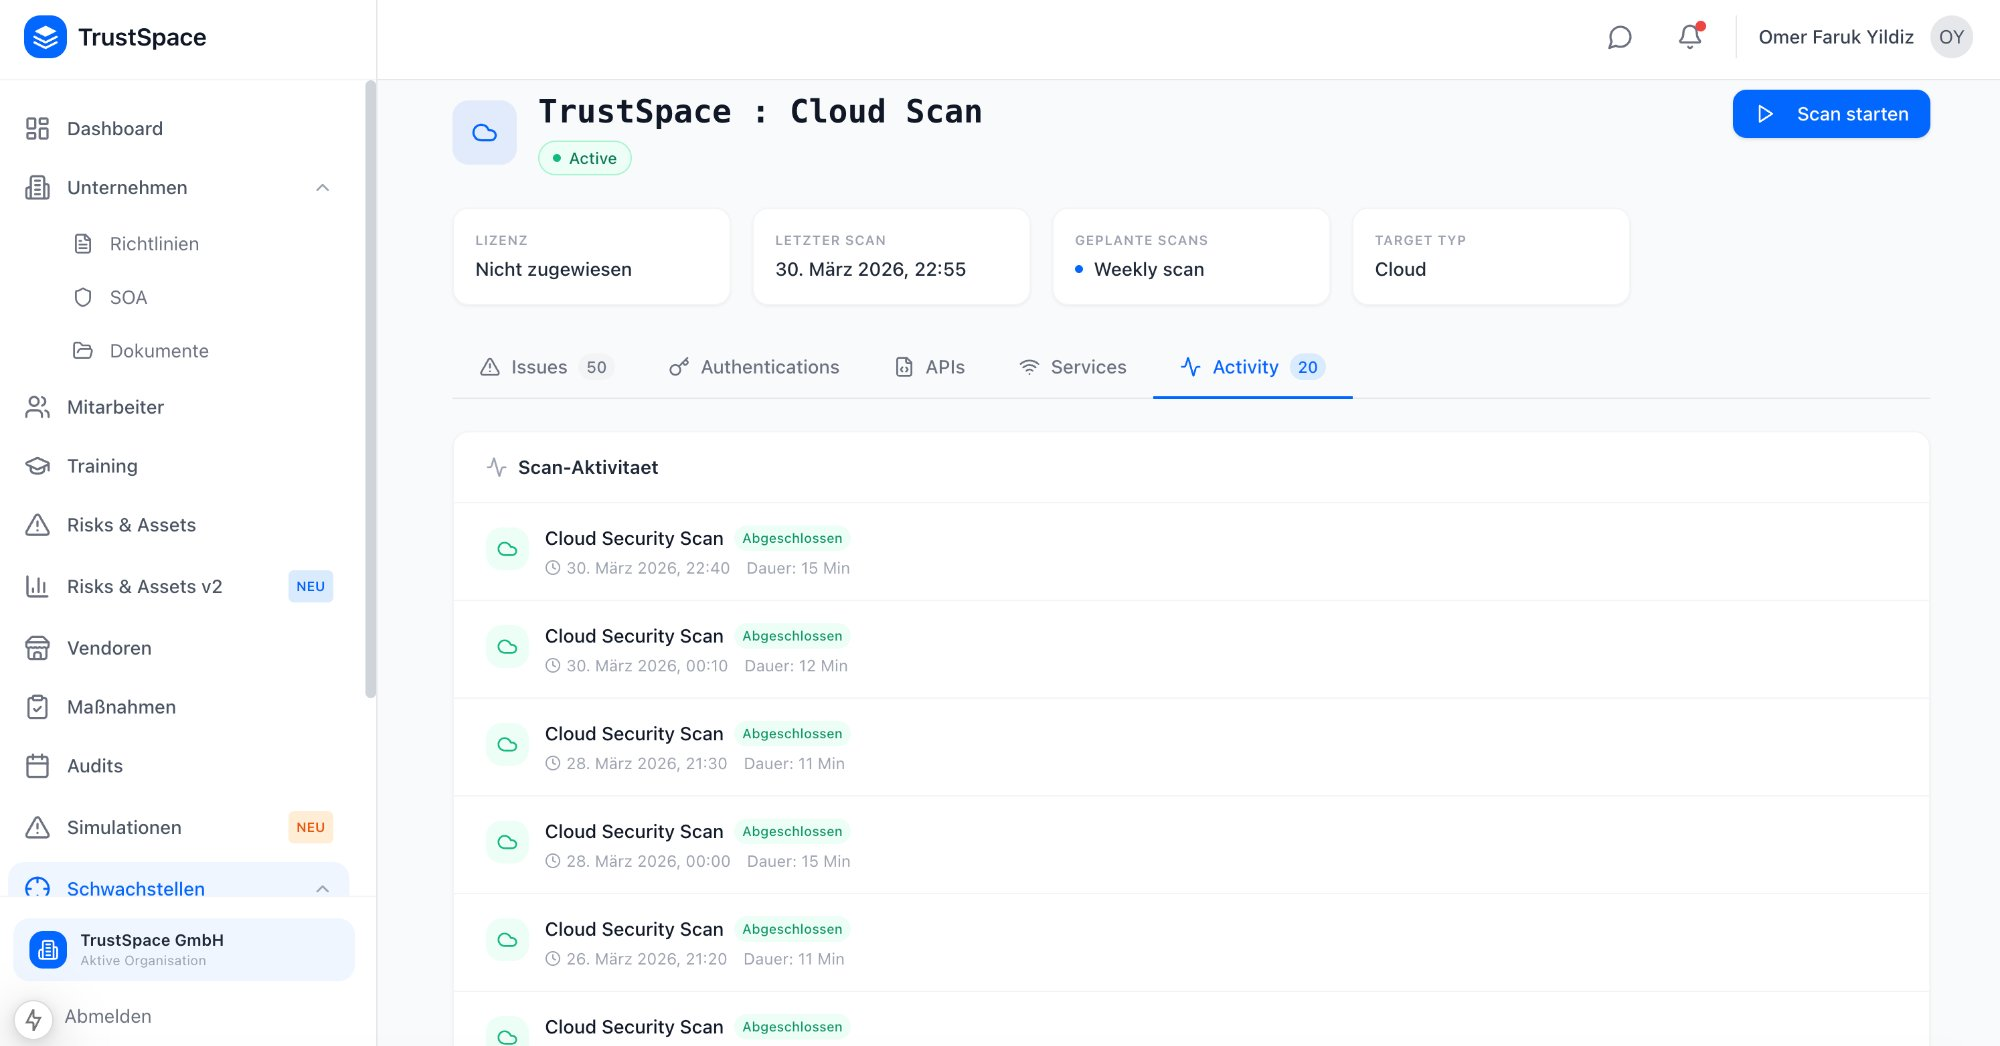 TrustSpace
Omer Faruk Yildiz
OY
Dashboard
Unternehmen
Richtlinien
SOA
Dokumente
Mitarbeiter
Training
Risks & Assets
Risks & Assets v2
NEU
Vendoren
Maßnahmen
Audits
Simulationen
NEU
Schwachstellen
TrustSpace GmbH
Aktive Organisation
Abmelden
TrustSpace : Cloud Scan
Active
Scan starten
LIZENZ
Nicht zugewiesen
LETZTER SCAN
30. März 2026, 22:55
GEPLANTE SCANS
Weekly scan
TARGET TYP
Cloud
Issues 50
Authentications
APIs
Services
Activity 20
Scan-Aktivitaet
Cloud Security Scan Abgeschlossen
30. März 2026, 22:40 Dauer: 15 Min
Cloud Security Scan Abgeschlossen
30. März 2026, 00:10 Dauer: 12 Min
Cloud Security Scan Abgeschlossen
28. März 2026, 21:30 Dauer: 11 Min
Cloud Security Scan Abgeschlossen
28. März 2026, 00:00 Dauer: 15 Min
Cloud Security Scan Abgeschlossen
26. März 2026, 21:20 Dauer: 11 Min
Cloud Security Scan Abgeschlossen